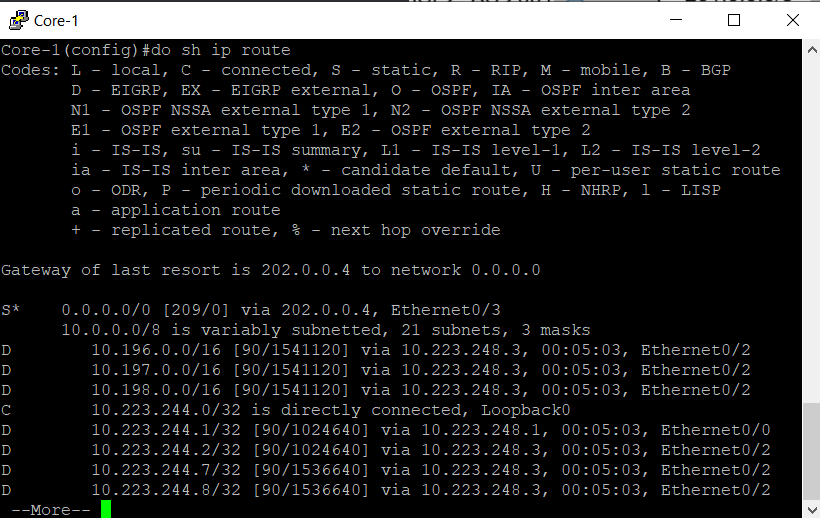 Core-1
Core-1(config)#do sh ip route
Codes: L - local, C - connected, S - static, R - RIP, M - mobile, B - BGP
       D - EIGRP, EX - EIGRP external, O - OSPF, IA - OSPF inter area
       N1 - OSPF NSSA external type 1, N2 - OSPF NSSA external type 2
       E1 - OSPF external type 1, E2 - OSPF external type 2
       i - IS-IS, su - IS-IS summary, L1 - IS-IS level-1, L2 - IS-IS level-2
       ia - IS-IS inter area, * - candidate default, U - per-user static route
       o - ODR, P - periodic downloaded static route, H - NHRP, l - LISP
       a - application route
       + - replicated route, % - next hop override
Gateway of last resort is 202.0.0.4 to network 0.0.0.0
S*    0.0.0.0/0 [209/0] via 202.0.0.4, Ethernet0/3
      10.0.0.0/8 is variably subnetted, 21 subnets, 3 masks
D        10.196.0.0/16 [90/1541120] via 10.223.248.3, 00:05:03, Ethernet0/2
D        10.197.0.0/16 [90/1541120] via 10.223.248.3, 00:05:03, Ethernet0/2
D        10.198.0.0/16 [90/1541120] via 10.223.248.3, 00:05:03, Ethernet0/2
C        10.223.244.0/32 is directly connected, Loopback0
D        10.223.244.1/32 [90/1024640] via 10.223.248.1, 00:05:03, Ethernet0/0
D        10.223.244.2/32 [90/1024640] via 10.223.248.3, 00:05:03, Ethernet0/2
D        10.223.244.7/32 [90/1536640] via 10.223.248.3, 00:05:03, Ethernet0/2
D        10.223.244.8/32 [90/1536640] via 10.223.248.3, 00:05:03, Ethernet0/2
 --More--